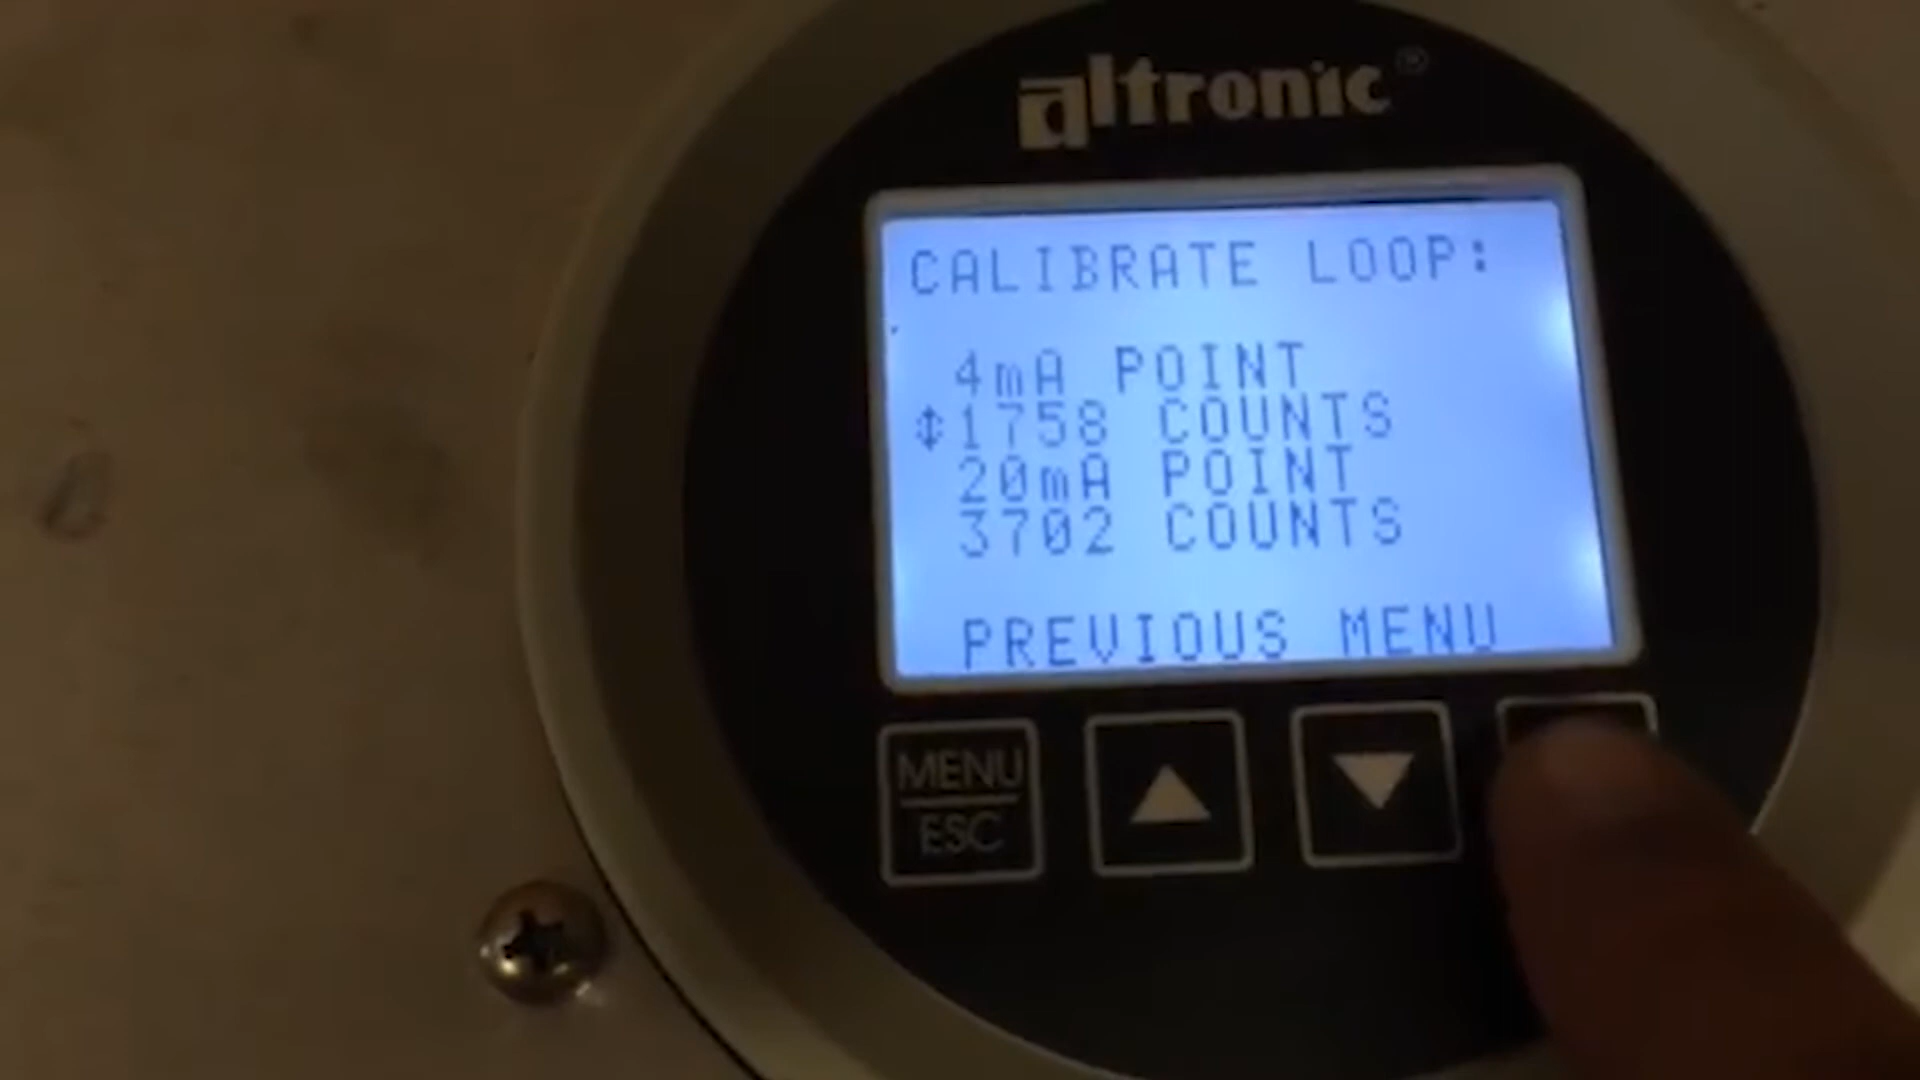 altronic®
CALIBRATE LOOP:
4mA POINT
↕1758 COUNTS
20mA POINT
3702 COUNTS
PREVIOUS MENU
MENU
ESC